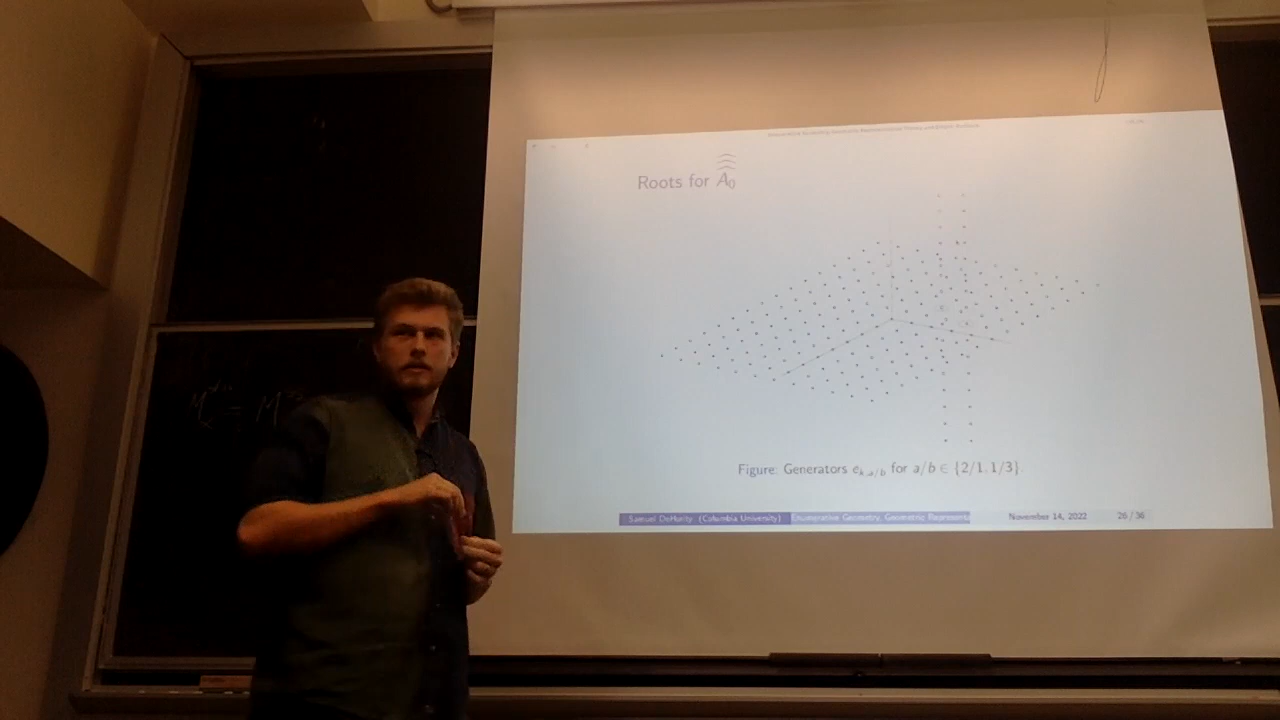 Roots for $\widehat{\widehat{\widehat{A}}}_0$
Figure: Generators $e_{k,a/b}$ for $a/b \in \{2/1, 1/3\}$.
Samuel DeHority (Columbia University) Enumerative Geometry, Geometric Represent November 14, 2022 26 / 36